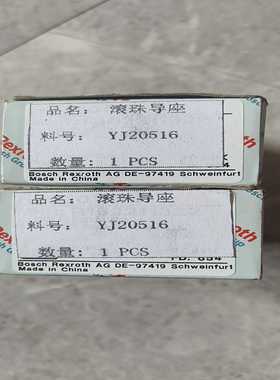 品名: 滚珠导座
料号: YJ20516
数量: 1 PCS
Bosch Rexroth AG DE-97419 Schweinfurt
Made in China
品名: 滚珠导座
料号: YJ20516
数量: 1 PCS
FD: 654
Bosch Rexroth AG DE-97419 Schweinfurt
Made in China